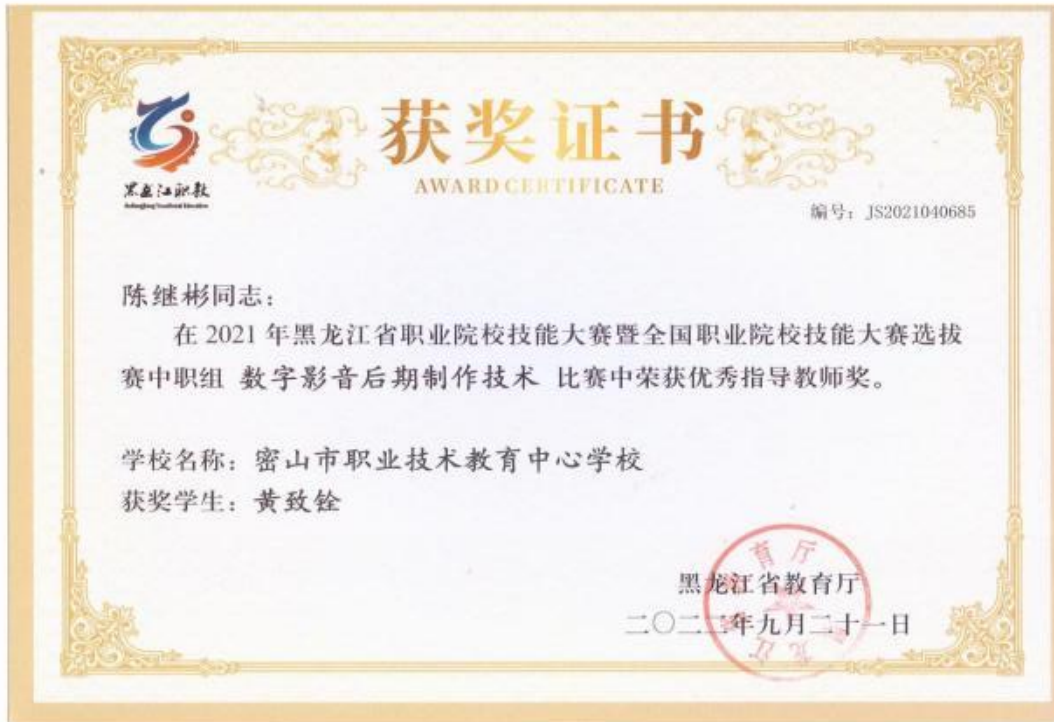 获奖证书
AWARD CERTIFICATE
黑龙江职教
编号：JS2021040685
陈继彬同志：
在 2021 年黑龙江省职业院校技能大赛暨全国职业院校技能大赛选拔
赛中职组 数字影音后期制作技术 比赛中荣获优秀指导教师奖。
学校名称：密山市职业技术教育中心学校
获奖学生：黄致铨
黑龙江省教育厅
二〇二二年九月二十一日